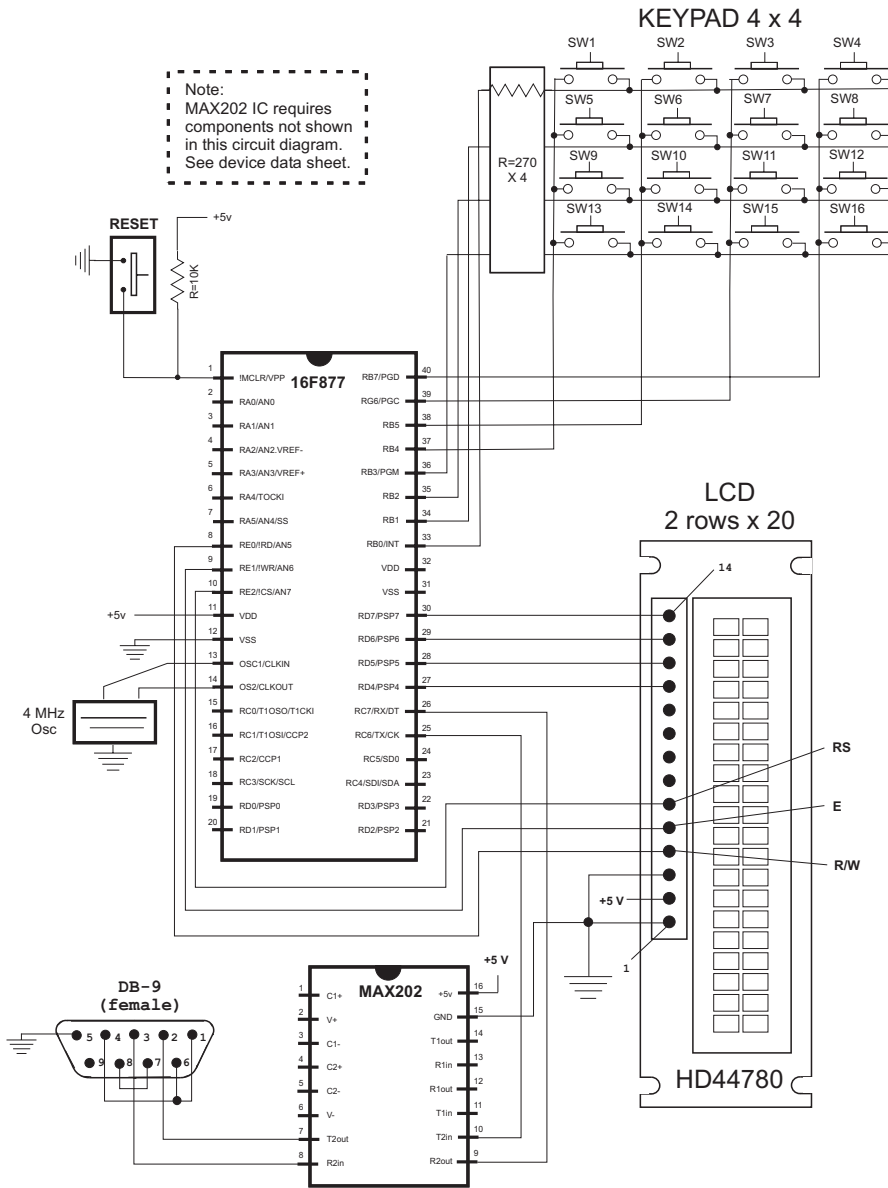 KEYPAD 4 x 4
SW1 SW2 SW3 SW4
SW5 SW6 SW7 SW8
SW9 SW10 SW11 SW12
SW13 SW14 SW15 SW16
R=270
X 4
Note:
MAX202 IC requires
components not shown
in this circuit diagram.
See device data sheet.
RESET
+5v
R=10K
16F877
1 !MCLR/VPP RB7/PGD 40
2 RA0/AN0 RG6/PGC 39
3 RA1/AN1 RB5 38
4 RA2/AN2.VREF- RB4 37
5 RA3/AN3/VREF+ RB3/PGM 36
6 RA4/TOCKI RB2 35
7 RA5/AN4/SS RB1 34
8 RE0/!RD/AN5 RB0/INT 33
9 RE1/!WR/AN6 VDD 32
10 RE2/!CS/AN7 VSS 31
+5v 11 VDD RD7/PSP7 30
12 VSS RD6/PSP6 29
13 OSC1/CLKIN RD5/PSP5 28
14 OS2/CLKOUT RD4/PSP4 27
15 RC0/T1OSO/T1CKI RC7/RX/DT 26
16 RC1/T1OSI/CCP2 RC6/TX/CK 25
17 RC2/CCP1 RC5/SD0 24
18 RC3/SCK/SCL RC4/SDI/SDA 23
19 RD0/PSP0 RD3/PSP3 22
20 RD1/PSP1 RD2/PSP2 21
4 MHz
Osc
LCD
2 rows x 20
14
RS
E
R/W
+5 V
1
HD44780
DB-9
(female)
5 4 3 2 1
9 8 7 6
+5 V
MAX202
1 C1+ +5v 16
2 V+ GND 15
3 C1- T1out 14
4 C2+ R1in 13
5 C2- R1out 12
6 V- T1in 11
7 T2out T2in 10
8 R2in R2out 9